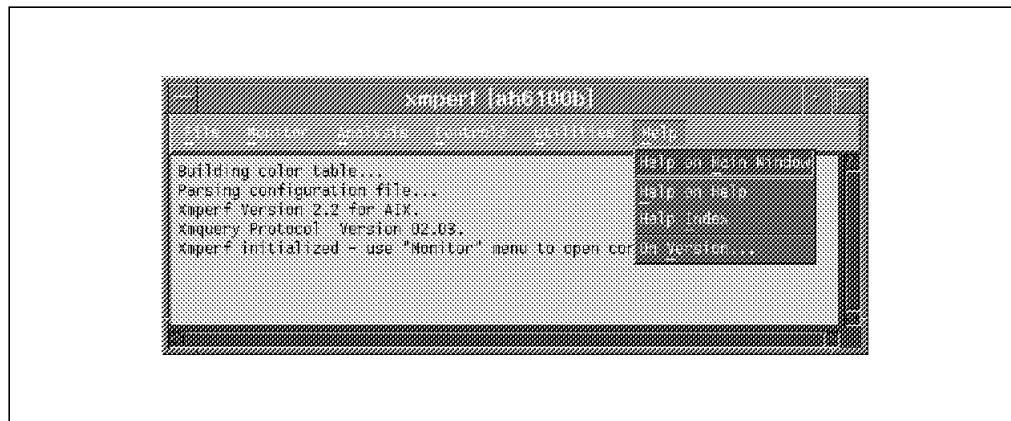 xmperf [ah6100b]
File Monitor Analysis Controls Utilities Help
Building color table...
Parsing configuration file...
Xmperf Version 2.2 for AIX.
Xmquery Protocol Version 02.03.
Xmperf initialized - use "Monitor" menu to open con
Help on Main Window
Help on Help
Help Index
On Version...